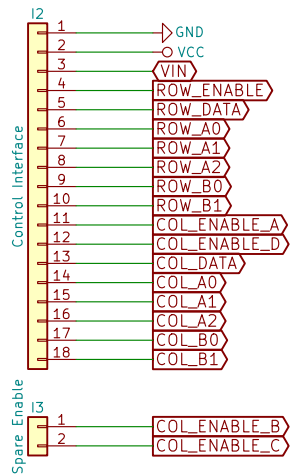 I2
1 GND
2 VCC
3 VIN
4 ROW_ENABLE
5 ROW_DATA
6 ROW_A0
7 ROW_A1
8 ROW_A2
9 ROW_B0
10 ROW_B1
11 COL_ENABLE_A
12 COL_ENABLE_D
13 COL_DATA
14 COL_A0
15 COL_A1
16 COL_A2
17 COL_B0
18 COL_B1
Control Interface
I3
1 COL_ENABLE_B
2 COL_ENABLE_C
Spare Enable